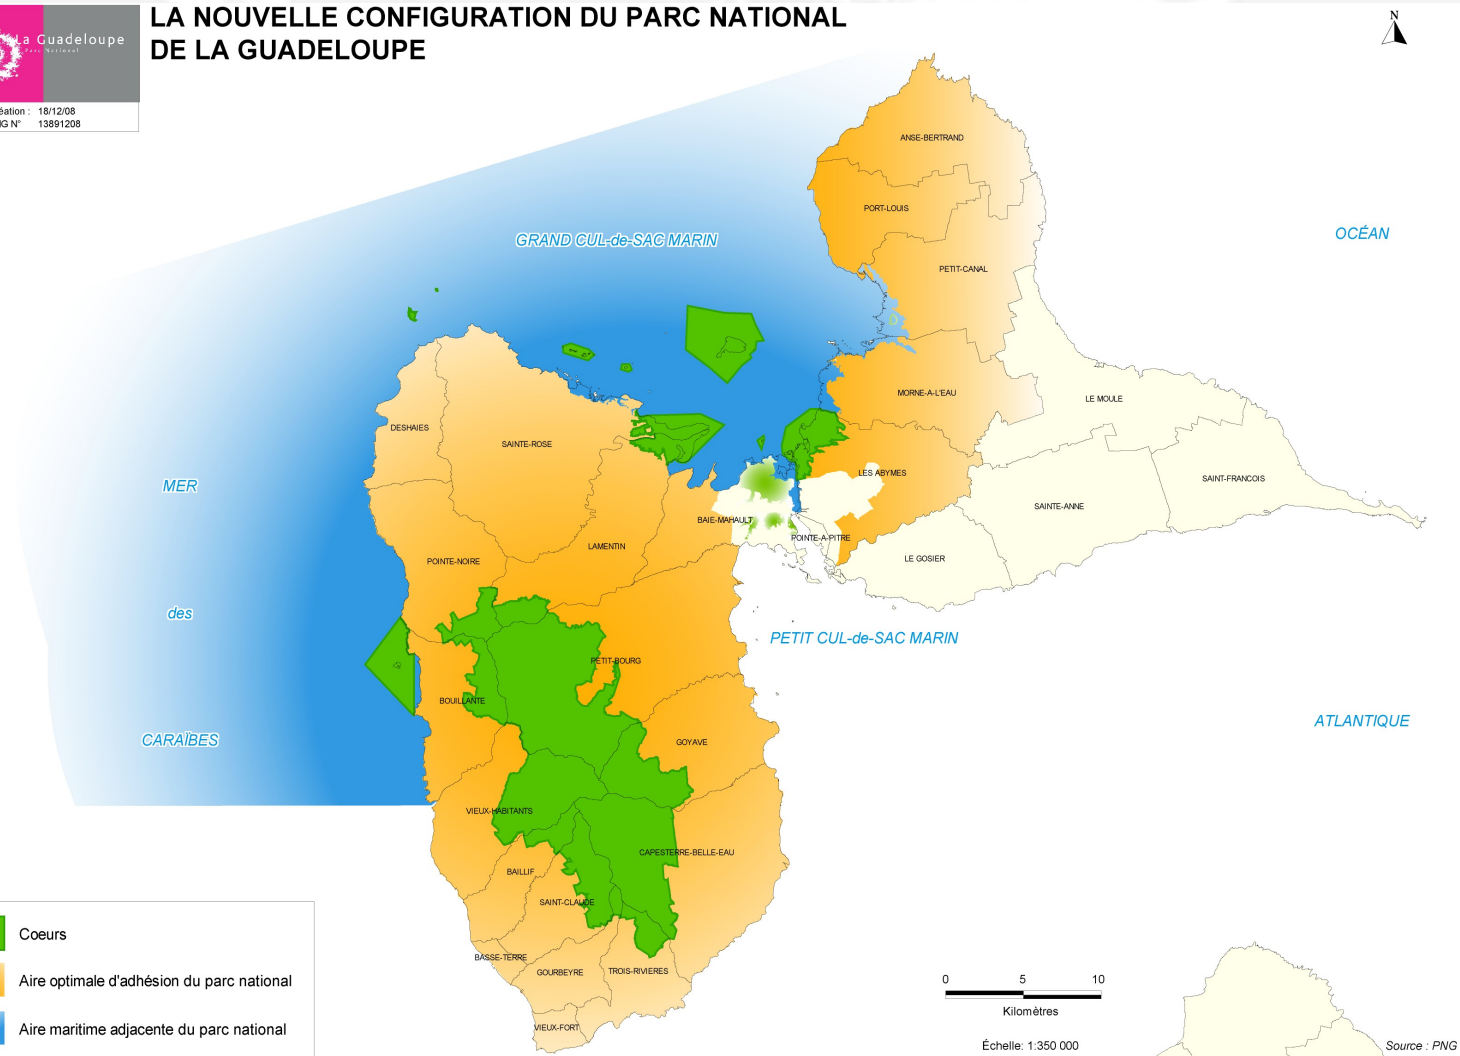 LA NOUVELLE CONFIGURATION DU PARC NATIONAL
DE LA GUADELOUPE
La Guadeloupe
Parc National
éation : 18/12/08
IG N° 13891208
N
ANSE-BERTRAND
PORT-LOUIS
OCÉAN
GRAND CUL-de-SAC MARIN
PETIT-CANAL
MORNE-A-L'EAU
LE MOULE
DESHAIES
SAINTE-ROSE
LES ABYMES
SAINT-FRANCOIS
MER
SAINTE-ANNE
BAIE-MAHAULT
POINTE-A-PITRE
LAMENTIN
LE GOSIER
POINTE-NOIRE
des
PETIT CUL-de-SAC MARIN
PETIT-BOURG
BOUILLANTE
ATLANTIQUE
CARAÏBES
GOYAVE
VIEUX-HABITANTS
CAPESTERRE-BELLE-EAU
BAILLIF
SAINT-CLAUDE
BASSE-TERRE
GOURBEYRE
TROIS-RIVIERES
VIEUX-FORT
Coeurs
Aire optimale d'adhésion du parc national
Aire maritime adjacente du parc national
0 5 10
Kilomètres
Échelle: 1:350 000
Source : PNG